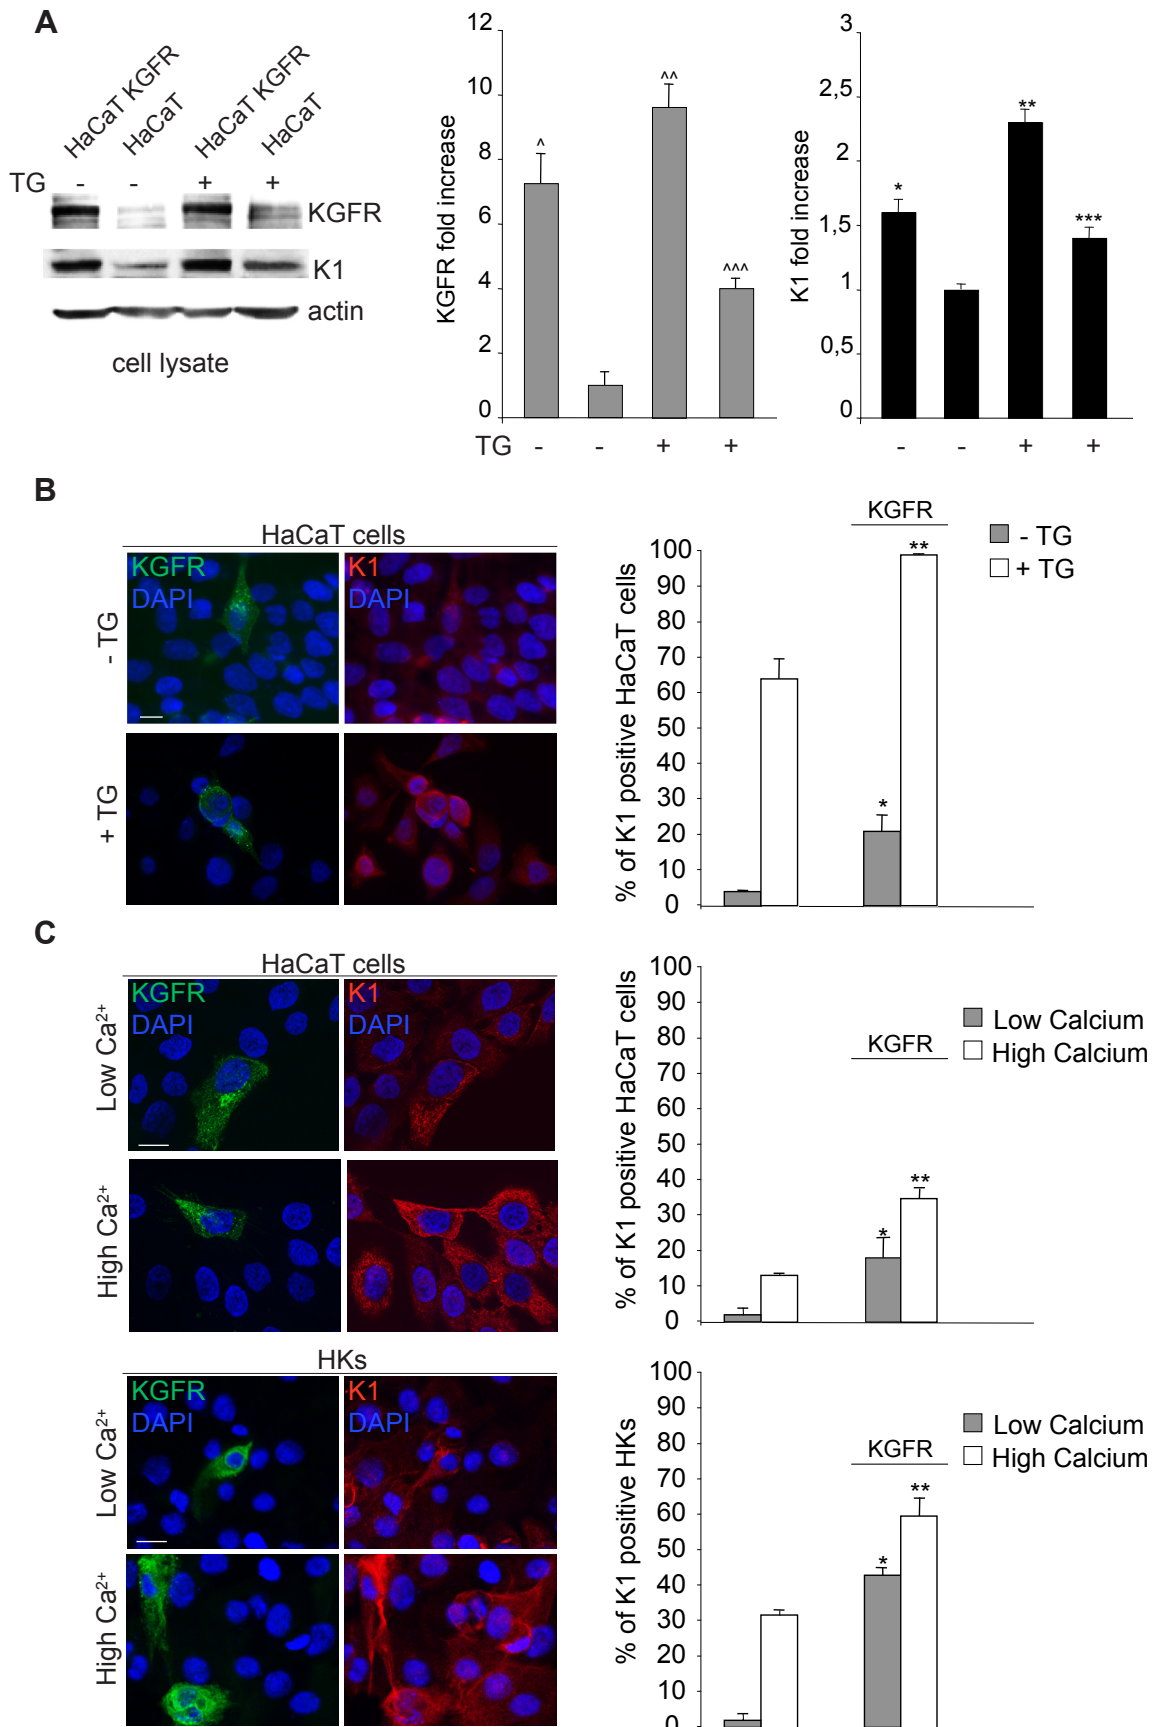 A
HaCaT KGFR
HaCaT
HaCaT KGFR
HaCaT
TG - - + +
KGFR
K1
actin
cell lysate
KGFR fold increase
12
10
8
6
4
2
0
^
^^
^^^
TG - - + +
K1 fold increase
3
2,5
2
1,5
1
0,5
0
*
**
***
- - + +
B
HaCaT cells
- TG
KGFR
DAPI
K1
DAPI
+ TG
% of K1 positive HaCaT cells
100
90
80
70
60
50
40
30
20
10
0
KGFR
*
**
- TG
+ TG
C
HaCaT cells
Low Ca2+
KGFR
DAPI
K1
DAPI
High Ca2+
% of K1 positive HaCaT cells
100
90
80
70
60
50
40
30
20
10
0
KGFR
*
**
Low Calcium
High Calcium
HKs
Low Ca2+
KGFR
DAPI
K1
DAPI
High Ca2+
% of K1 positive HKs
100
90
80
70
60
50
40
30
20
10
0
KGFR
*
**
Low Calcium
High Calcium